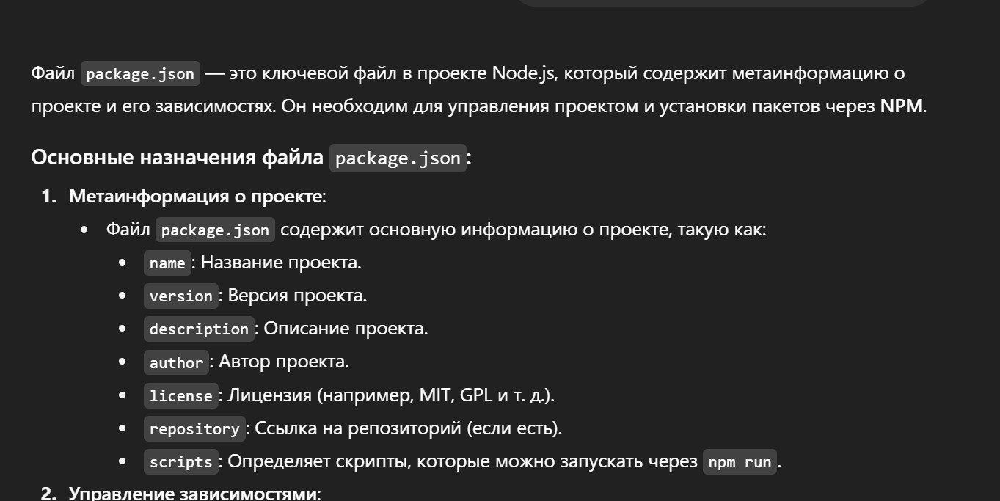 Файл package.json — это ключевой файл в проекте Node.js, который содержит метаинформацию о
проекте и его зависимостях. Он необходим для управления проектом и установки пакетов через NPM.
Основные назначения файла package.json:
1. Метаинформация о проекте:
• Файл package.json содержит основную информацию о проекте, такую как:
• name: Название проекта.
• version: Версия проекта.
• description: Описание проекта.
• author: Автор проекта.
• license: Лицензия (например, MIT, GPL и т. д.).
• repository: Ссылка на репозиторий (если есть).
• scripts: Определяет скрипты, которые можно запускать через npm run.
2. Управление зависимостями: